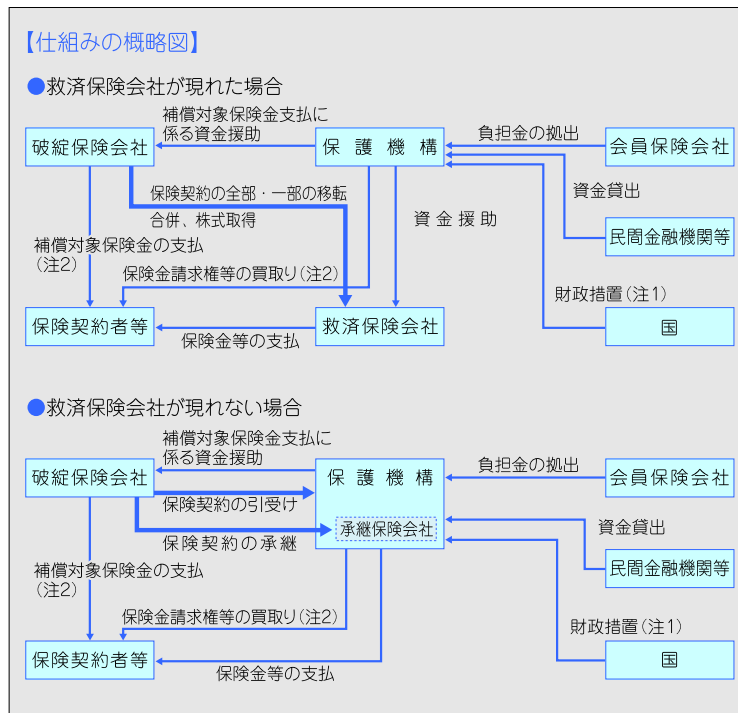 【仕組みの概略図】
●救済保険会社が現れた場合
補償対象保険金支払に
係る資金援助
破綻保険会社
保護機構
負担金の拠出
会員保険会社
保険契約の全部・一部の移転
合併、株式取得
資金援助
資金貸出
民間金融機関等
補償対象保険金の支払
(注2)
保険金請求権等の買取り(注2)
財政措置(注1)
保険契約者等
保険金等の支払
救済保険会社
国
●救済保険会社が現れない場合
補償対象保険金支払に
係る資金援助
破綻保険会社
保護機構
負担金の拠出
会員保険会社
保険契約の引受け
承継保険会社
保険契約の承継
資金貸出
民間金融機関等
補償対象保険金の支払
(注2)
保険金請求権等の買取り(注2)
財政措置(注1)
保険契約者等
保険金等の支払
国